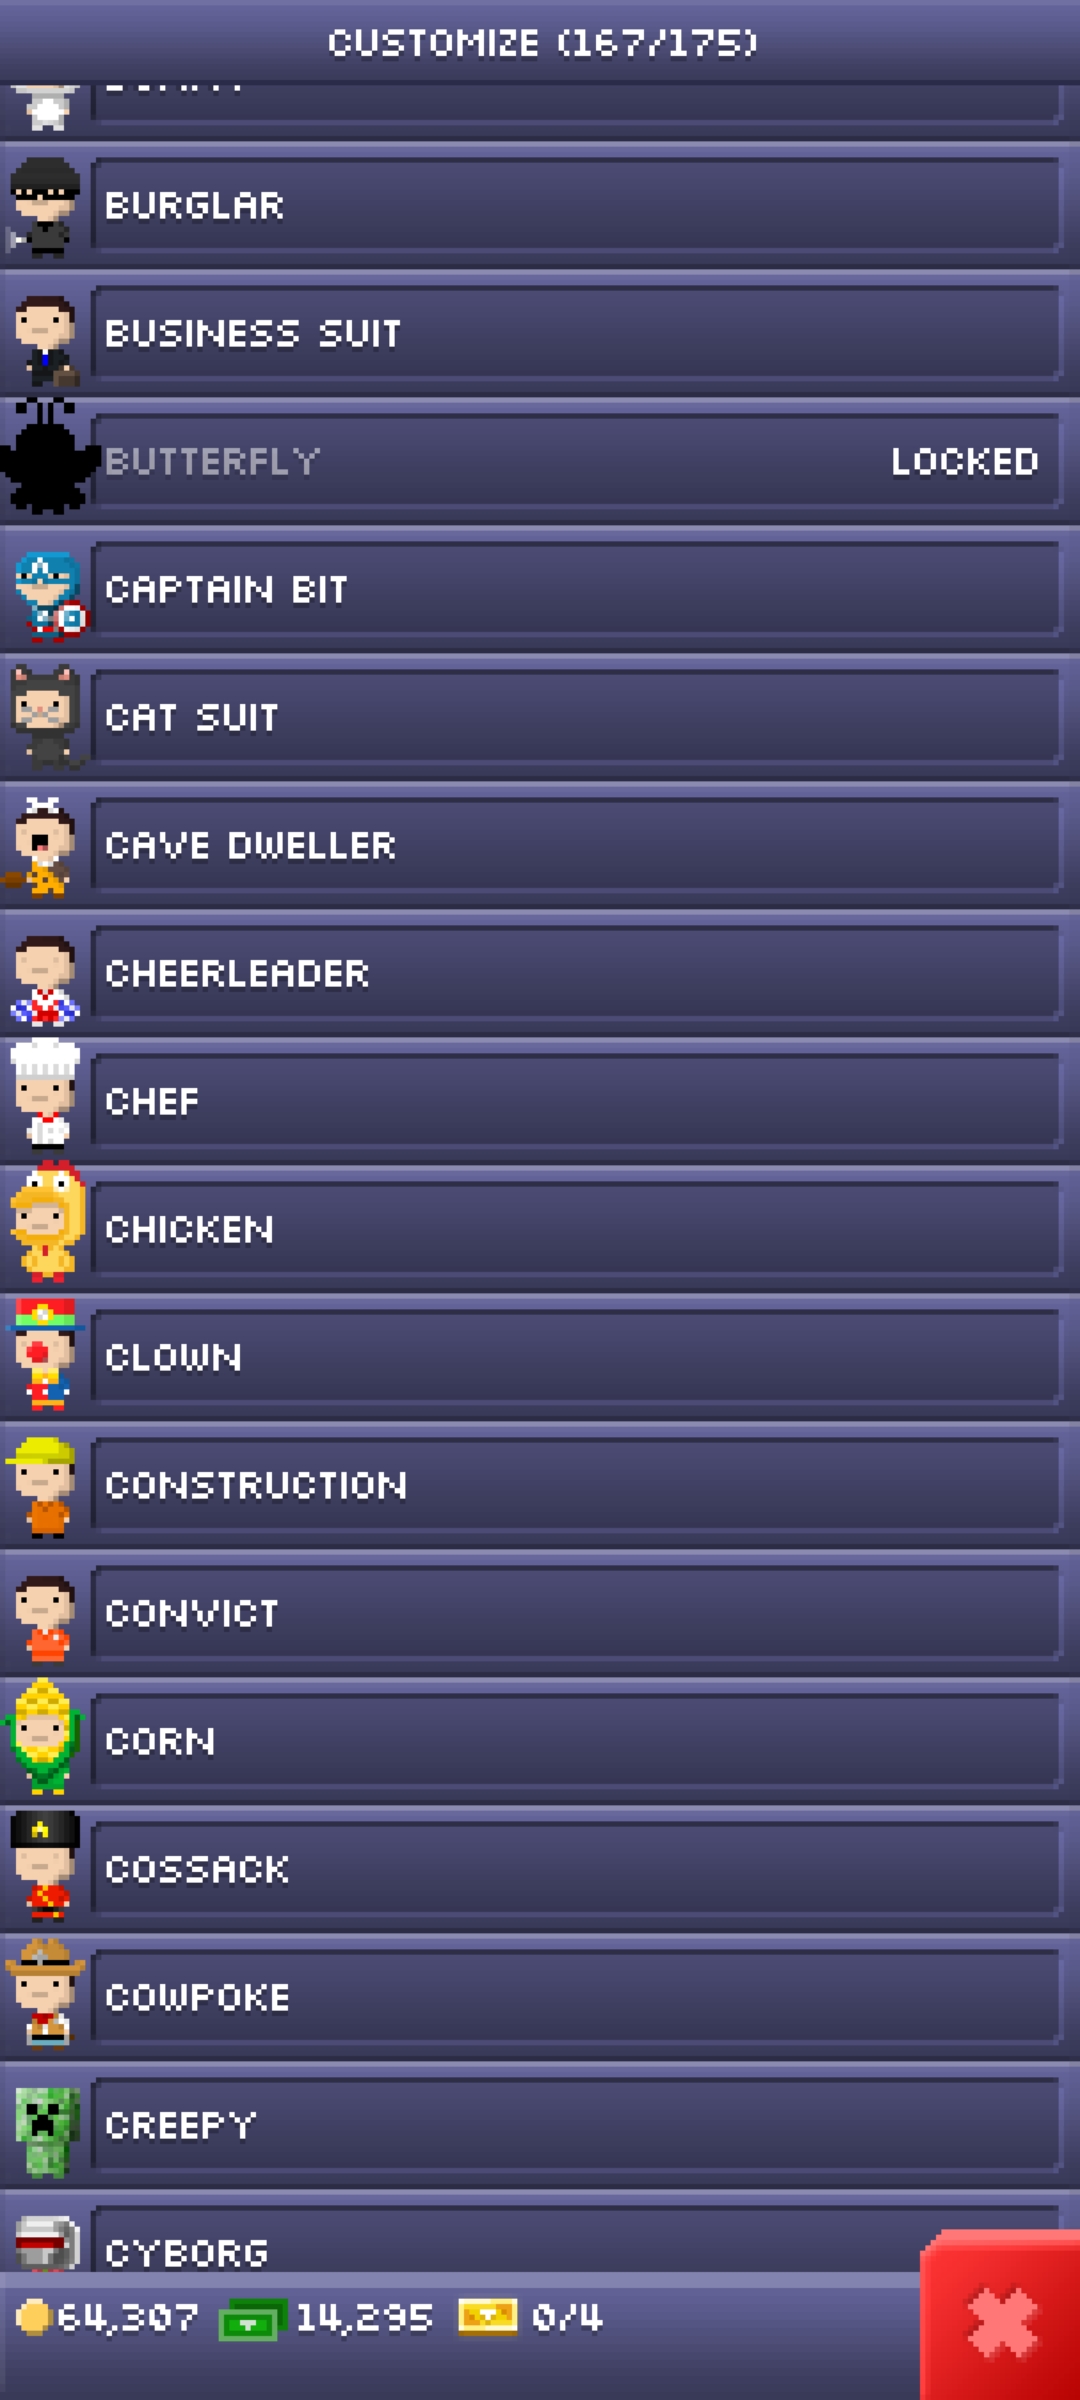 CUSTOMIZE (167/175)
BURGLAR
BUSINESS SUIT
BUTTERFLY LOCKED
CAPTAIN BIT
CAT SUIT
CAVE DWELLER
CHEERLEADER
CHEF
CHICKEN
CLOWN
CONSTRUCTION
CONVICT
CORN
COSSACK
COWPOKE
CREEPY
CYBORG
64,307 14,295 0/4